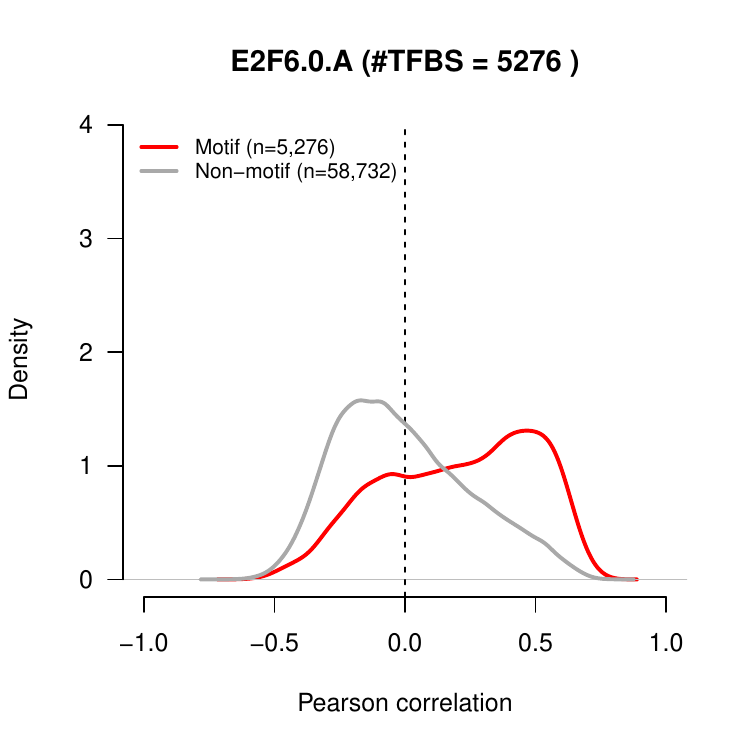 E2F6.0.A (#TFBS = 5276 )
4
3
2
1
0
Density
Motif (n=5,276)
Non−motif (n=58,732)
−1.0
−0.5
0.0
0.5
1.0
Pearson correlation